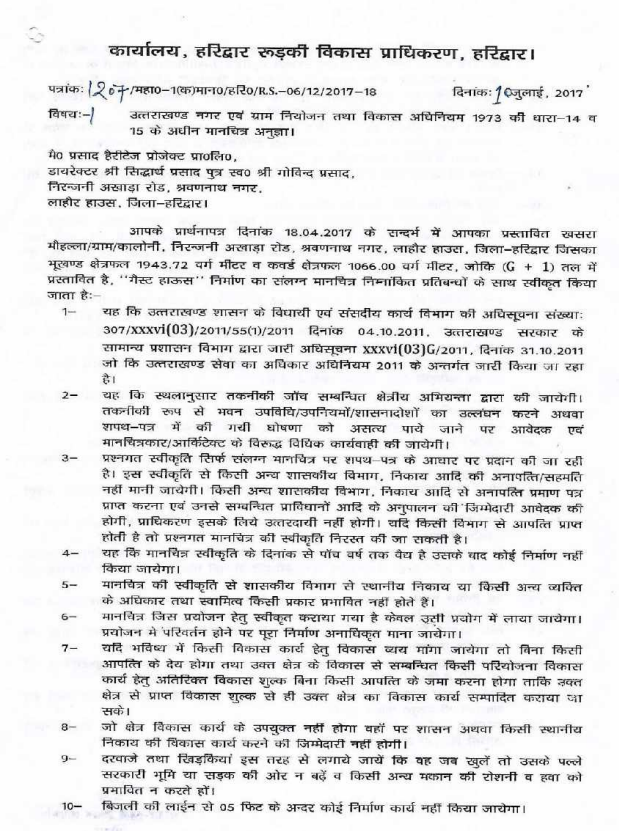 कार्यालय, हरिद्वार रूड़की विकास प्राधिकरण, हरिद्वार।
पत्रांकः 1207/महा0-1(क)मान0/हरि0/R.S.-06/12/2017-18 दिनांकः 10जुलाई, 2017
विषयः- उत्तराखण्ड नगर एवं ग्राम नियोजन तथा विकास अधिनियम 1973 की धारा-14 व
15 के अधीन मानचित्र अनुज्ञा।
मै0 प्रसाद हैरीटेज प्रोजेक्ट प्रा0लि0,
डायरेक्टर श्री सिद्धार्थ प्रसाद पुत्र स्व0 श्री गोविन्द प्रसाद,
निरन्जनी अखाड़ा रोड, श्रवणनाथ नगर,
लाहौर हाउस, जिला-हरिद्वार।
आपके प्रार्थनापत्र दिनांक 18.04.2017 के सन्दर्भ में आपका प्रस्तावित खसरा
मौहल्ला/ग्राम/कालोनी, निरन्जनी अखाड़ा रोड, श्रवणनाथ नगर, लाहौर हाउस, जिला-हरिद्वार जिसका
भूखण्ड क्षेत्रफल 1943.72 वर्ग मीटर व कवर्ड क्षेत्रफल 1066.00 वर्ग मीटर, जोकि (G + 1) तल में
प्रस्तावित है, "गैस्ट हाऊस" निर्माण का संलग्न मानचित्र निम्नांकित प्रतिबन्धों के साथ स्वीकृत किया
जाता हैः-
1- यह कि उत्तराखण्ड शासन के विधायी एवं संसदीय कार्य विभाग की अधिसूचना संख्याः
307/xxxvi(03)/2011/55(1)/2011 दिनांक 04.10.2011, उत्तराखण्ड सरकार के
सामान्य प्रशासन विभाग द्वारा जारी अधिसूचना xxxvi(03)G/2011, दिनांक 31.10.2011
जो कि उत्तराखण्ड सेवा का अधिकार अधिनियम 2011 के अन्तर्गत जारी किया जा रहा
है।
2- यह कि स्थलानुसार तकनीकी जाँच सम्बन्धित क्षेत्रीय अभियन्ता द्वारा की जायेगी।
तकनीकी रूप से भवन उपविधि/उपनियमों/शासनादोशों का उल्लंघन करने अथवा
शपथ-पत्र में की गयी घोषणा को असत्य पाये जाने पर आवेदक एवं
मानचित्रकार/आर्किटेक्ट के विरूद्ध विधिक कार्यवाही की जायेगी।
3- प्रश्नगत स्वीकृति सिर्फ संलग्न मानचित्र पर शपथ-पत्र के आधार पर प्रदान की जा रही
है। इस स्वीकृति से किसी अन्य शासकीय विभाग, निकाय आदि की अनापत्ति/सहमति
नहीं मानी जायेगी। किसी अन्य शासकीय विभाग, निकाय आदि से अनापत्ति प्रमाण पत्र
प्राप्त करना एवं उनसे सम्बन्धित प्राविधानों आदि के अनुपालन की जिम्मेदारी आवेदक की
होगी, प्राधिकरण इसके लिये उत्तरदायी नहीं होगी। यदि किसी विभाग से आपत्ति प्राप्त
होती है तो प्रश्नगत मानचित्र की स्वीकृति निरस्त की जा सकती है।
4- यह कि मानचित्र स्वीकृति के दिनांक से पाँच वर्ष तक वैध है उसके बाद कोई निर्माण नहीं
किया जायेगा।
5- मानचित्र की स्वीकृति से शासकीय विभाग से स्थानीय निकाय या किसी अन्य व्यक्ति
के अधिकार तथा स्वामित्व किसी प्रकार प्रभावित नहीं होते हैं।
6- मानचित्र जिस प्रयोजन हेतु स्वीकृत कराया गया है केवल उसी प्रयोग में लाया जायेगा।
प्रयोजन मे परिवर्तन होने पर पूरा निर्माण अनाधिकृत माना जायेगा।
7- यदि भविष्य में किसी विकास कार्य हेतु विकास व्यय मांगा जायेगा तो बिना किसी
आपत्ति के देय होगा तथा उक्त क्षेत्र के विकास से सम्बन्धित किसी परियोजना विकास
कार्य हेतु अतिरिक्त विकास शुल्क बिना किसी आपत्ति के जमा करना होगा ताकि उक्त
क्षेत्र से प्राप्त विकास शुल्क से ही उक्त क्षेत्र का विकास कार्य सम्पादित कराया जा
सके।
8- जो क्षेत्र विकास कार्य के उपयुक्त नहीं होगा वहाँ पर शासन अथवा किसी स्थानीय
निकाय की विकास कार्य करने की जिम्मेदारी नहीं होगी।
9- दरवाजे तथा खिड़कियां इस तरह से लगाये जायें कि वह जब खुलें तो उसके पल्ले
सरकारी भूमि या सड़क की ओर न बढ़ें व किसी अन्य मकान की रोशनी व हवा को
प्रभावित न करते हों।
10- बिजली की लाईन से 05 फिट के अन्दर कोई निर्माण कार्य नहीं किया जायेगा।